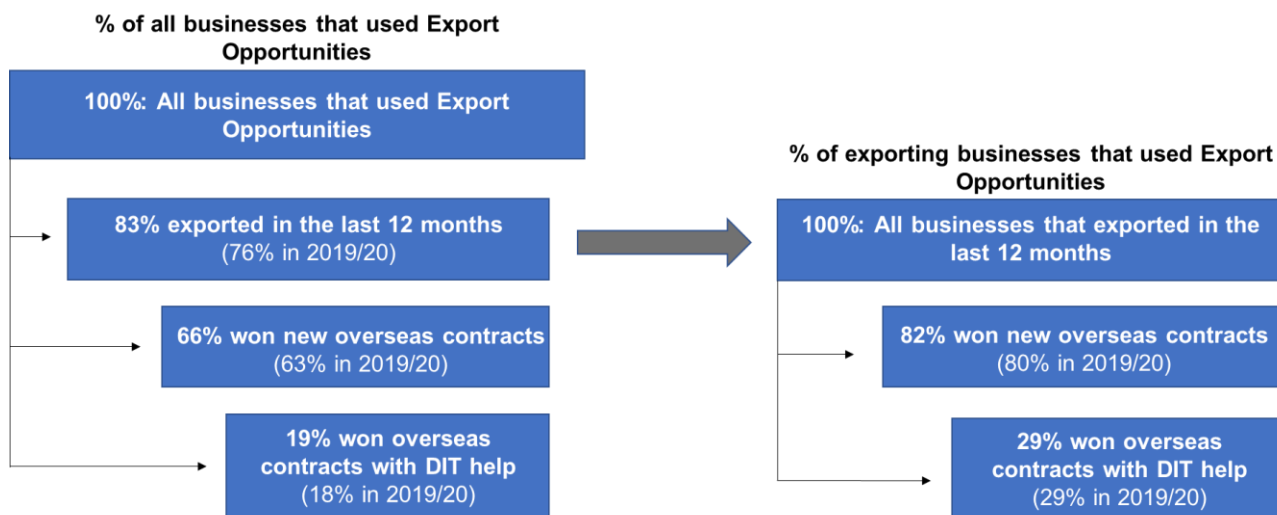 % of all businesses that used Export
Opportunities
100%: All businesses that used Export
Opportunities
83% exported in the last 12 months
(76% in 2019/20)
66% won new overseas contracts
(63% in 2019/20)
19% won overseas
contracts with DIT help
(18% in 2019/20)
% of exporting businesses that used Export
Opportunities
100%: All businesses that exported in the
last 12 months
82% won new overseas contracts
(80% in 2019/20)
29% won overseas
contracts with DIT help
(29% in 2019/20)